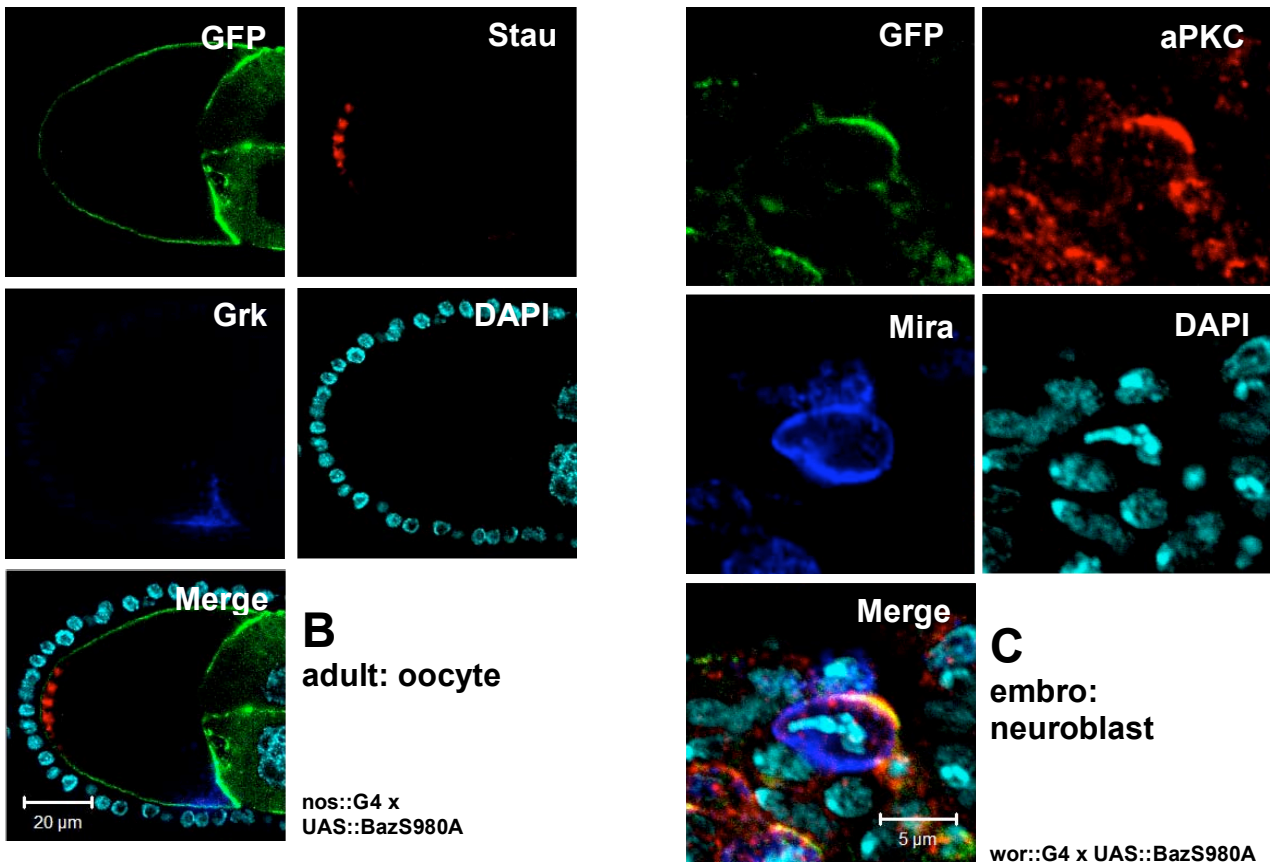 GFP
Stau
Grk
DAPI
Merge
20 µm
B
adult: oocyte
nos::G4 x
UAS::BazS980A
GFP
aPKC
Mira
DAPI
Merge
5 µm
C
embro:
neuroblast
wor::G4 x UAS::BazS980A